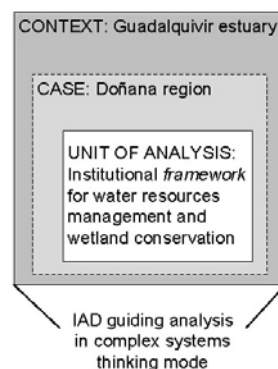 CONTEXT: Guadalquivir estuary
CASE: Doñana region
UNIT OF ANALYSIS:
Institutional framework
for water resources
management and
wetland conservation
IAD guiding analysis
in complex systems
thinking mode